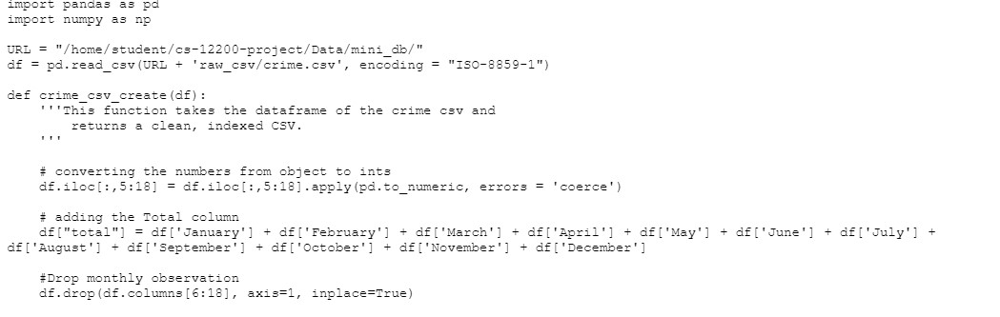 import pandas as pd
import numpy as np
URL = "/home/student/cs-12200-project/Data/mini_db/"
df = pd.read_csv(URL + 'raw_csv/crime.csv', encoding = "ISO-8859-1")
def crime_csv_create(df):
'''This function takes the dataframe of the crime csv and
returns a clean, indexed CSV.
'''
# converting the numbers from object to ints
df.iloc[:,5:18] = df.iloc[:,5:18].apply(pd.to_numeric, errors = 'coerce')
# adding the Total column
df["total"] = df['January'] + df['February'] + df['March'] + df['April'] + df['May'] + df['June'] + df['July'] +
df['August'] + df['September'] + df['October'] + df['November'] + df['December']
#Drop monthly observation
df.drop(df.columns[6:18], axis=1, inplace=True)